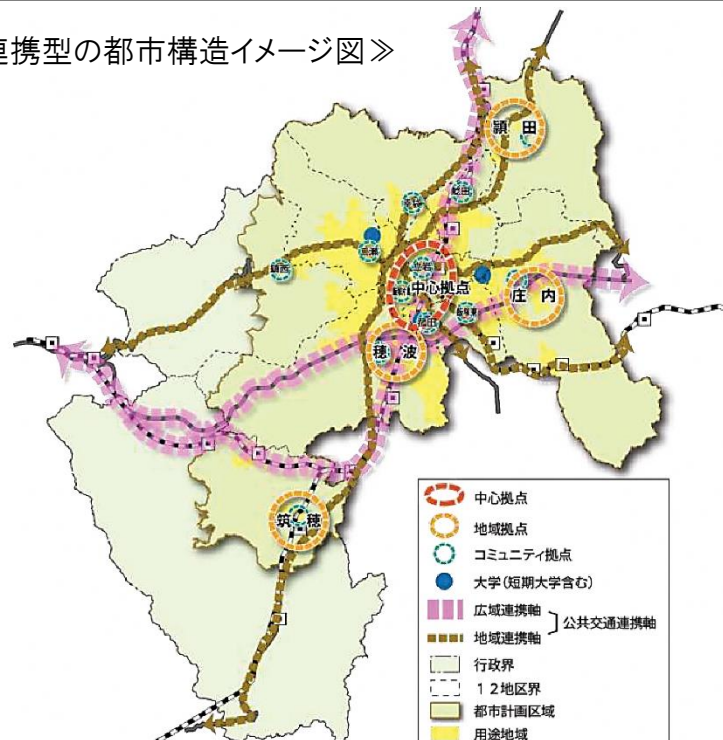 連携型の都市構造イメージ図≫
頴 田
中心拠点
庄 内
穂 波
筑 穂
中心拠点
地域拠点
コミュニティ拠点
大学(短期大学含む)
広域連携軸
公共交通連携軸
地域連携軸
行政界
12地区界
都市計画区域
用途地域